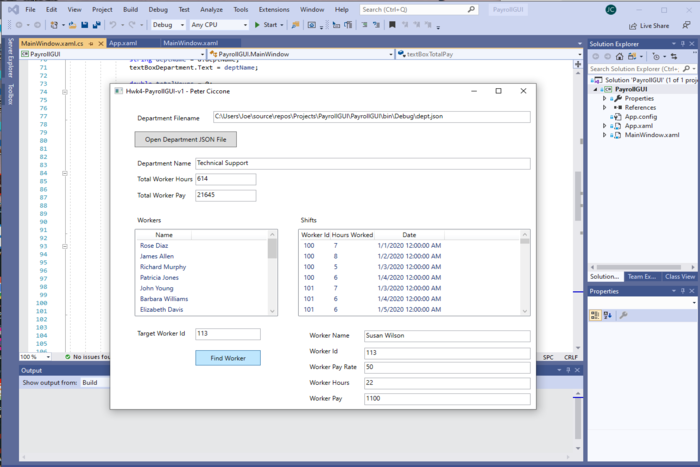 File Edit View Project Build Debug Test Analyze Tools Extensions Window Help Search (Ctrl+Q) PayrollGUI JC
Debug Any CPU Start Live Share
MainWindow.xaml.cs App.xaml MainWindow.xaml
PayrollGUI PayrollGUI.MainWindow textBoxTotalPay
Server Explorer
Toolbox
71 textBoxDepartment.Text = deptName;
72
73
74
75
76
77
78
79
80
81
82
83
84
85
86
87
88
89
90
91
92
93
94
95
96
97
98
99
100
101
102
103
104
105
100 % No issues found SPC CRLF
Output
Show output from: Build
Hwk4-PayrollGUI-v1 - Peter Ciccone
Department Filename C:\Users\Joe\source\repos\Projects\PayrollGUI\PayrollGUI\bin\Debug\dept.json
Open Department JSON File
Department Name Technical Support
Total Worker Hours 614
Total Worker Pay 21645
Workers
Name
Rose Diaz
James Allen
Richard Murphy
Patricia Jones
John Young
Barbara Williams
Elizabeth Davis
Shifts
Worker Id Hours Worked Date
100 7 1/1/2020 12:00:00 AM
100 8 1/2/2020 12:00:00 AM
100 5 1/3/2020 12:00:00 AM
100 6 1/4/2020 12:00:00 AM
101 7 1/3/2020 12:00:00 AM
101 6 1/4/2020 12:00:00 AM
101 6 1/5/2020 12:00:00 AM
Target Worker Id 113
Find Worker
Worker Name Susan Wilson
Worker Id 113
Worker Pay Rate 50
Worker Hours 22
Worker Pay 1100
Solution Explorer
Search Solution Explorer (Ctrl+;)
Solution 'PayrollGUI' (1 of 1 project)
PayrollGUI
Properties
References
App.config
App.xaml
MainWindow.xaml
Solution... Team Ex... Class View
Properties